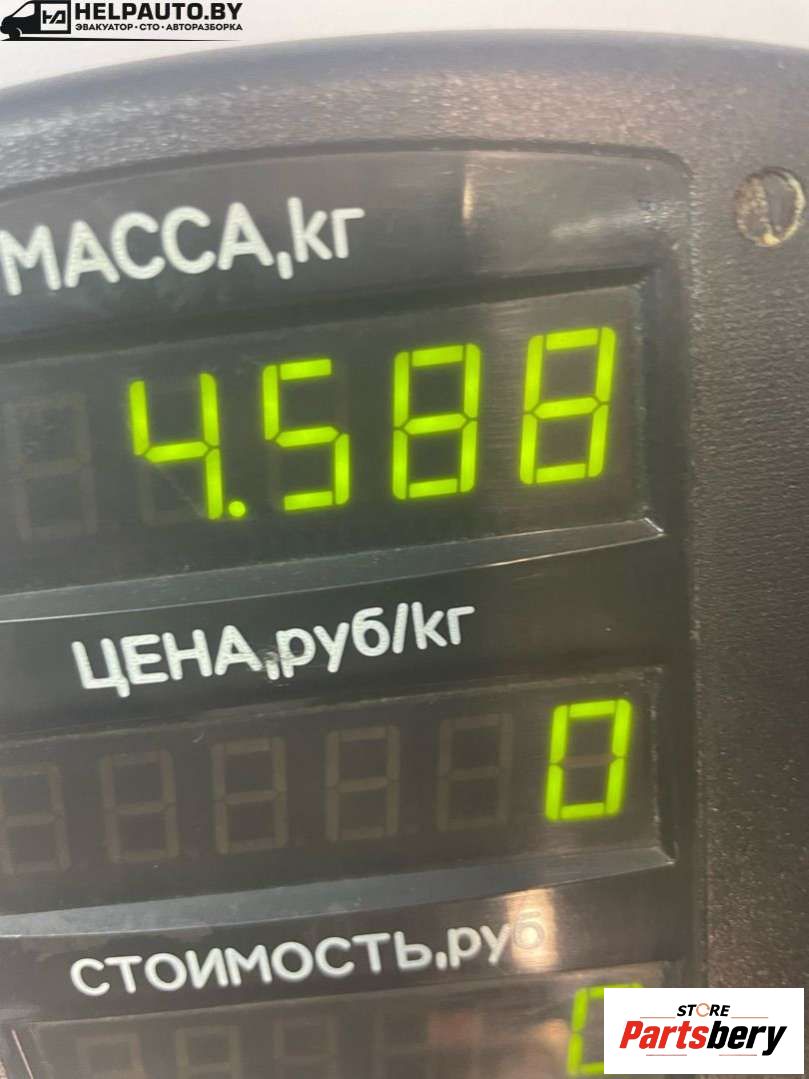 HELPAUTO.BY
ЭВАКУАТОР • СТО • АВТОРАЗБОРКА
МАССА,кг
4.588
ЦЕНА,руб/кг
0
СТОИМОСТЬ,руб
STORE
Partsbery